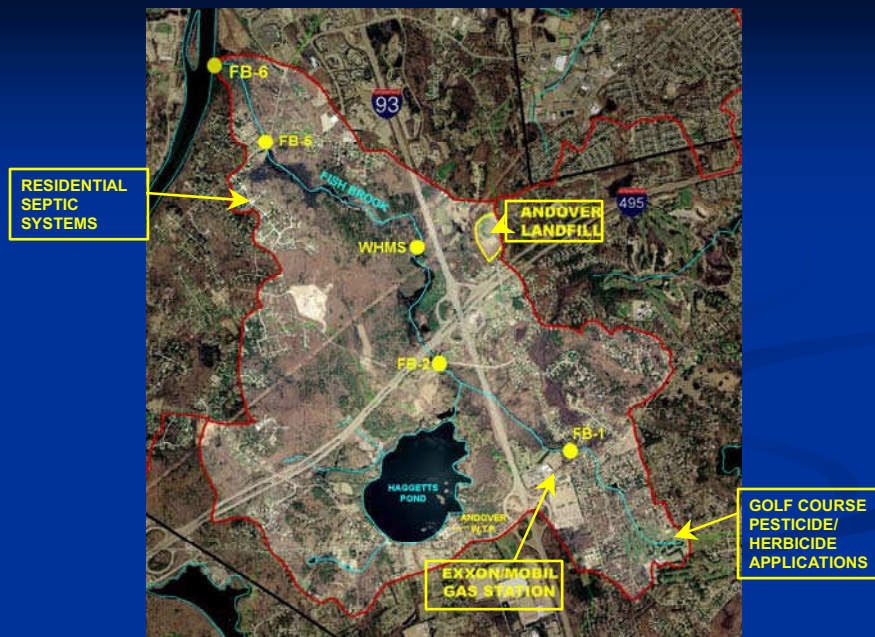 FB-6
93
FB-5
RESIDENTIAL
SEPTIC
SYSTEMS
FISH BROOK
495
ANDOVER
LANDFILL
WHMS
FB-2
FB-1
HAGGETTS
POND
ANDOVER
W.T.P.
GOLF COURSE
PESTICIDE/
HERBICIDE
APPLICATIONS
EXXON/MOBIL
GAS STATION